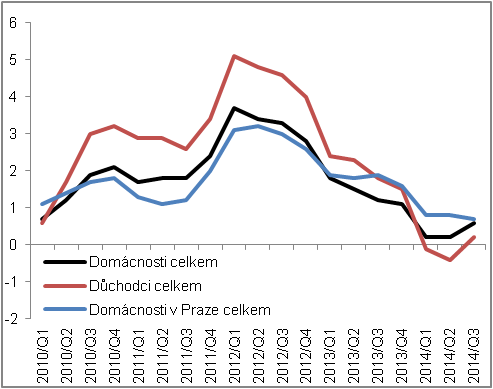 6
5
4
3
2
1
0
-1
-2
Domácnosti celkem
Důchodci celkem
Domácnosti v Praze celkem
2010/Q1
2010/Q2
2010/Q3
2010/Q4
2011/Q1
2011/Q2
2011/Q3
2011/Q4
2012/Q1
2012/Q2
2012/Q3
2012/Q4
2013/Q1
2013/Q2
2013/Q3
2013/Q4
2014/Q1
2014/Q2
2014/Q3